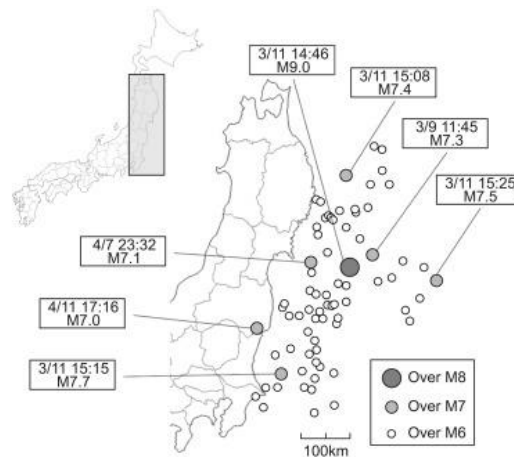 3/11 14:46
M9.0
3/11 15:08
M7.4
3/9 11:45
M7.3
3/11 15:25
M7.5
4/7 23:32
M7.1
4/11 17:16
M7.0
3/11 15:15
M7.7
Over M8
Over M7
Over M6
100km